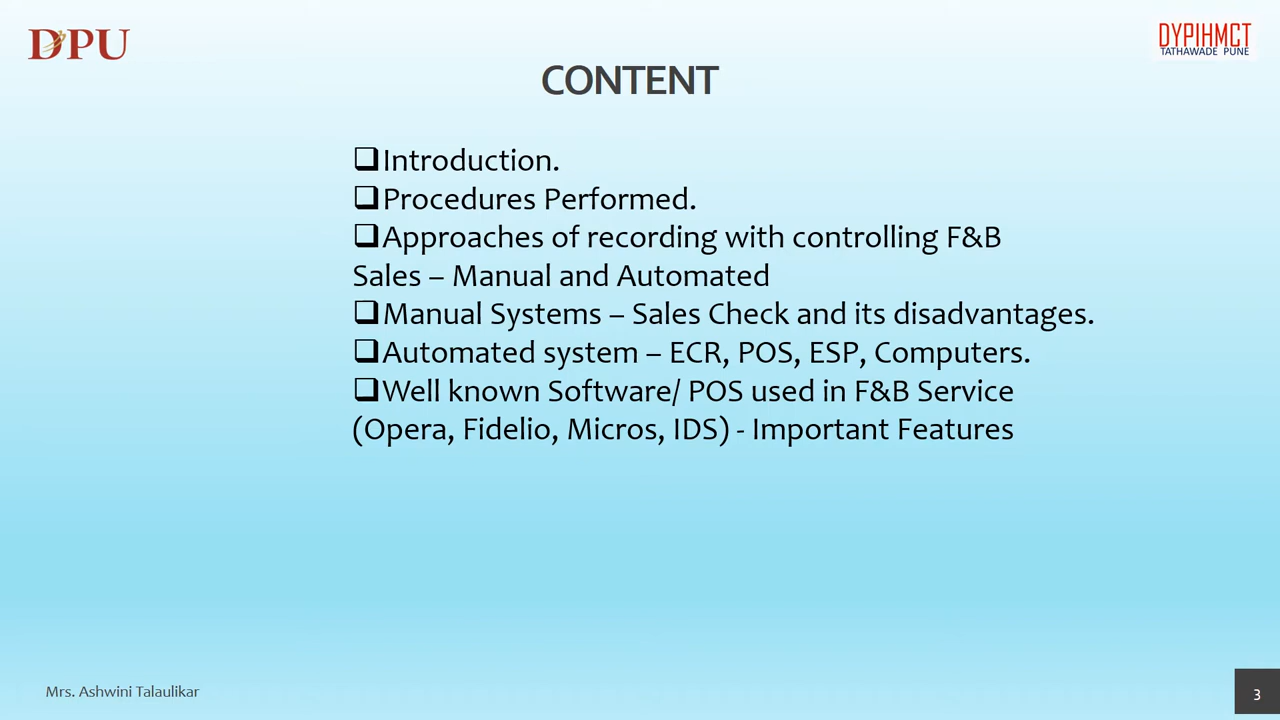 DPU
DYPIHMCT
TATHAWADE PUNE
CONTENT
❑Introduction.
❑Procedures Performed.
❑Approaches of recording with controlling F&B
Sales – Manual and Automated
❑Manual Systems – Sales Check and its disadvantages.
❑Automated system – ECR, POS, ESP, Computers.
❑Well known Software/ POS used in F&B Service
(Opera, Fidelio, Micros, IDS) - Important Features
Mrs. Ashwini Talaulikar
3